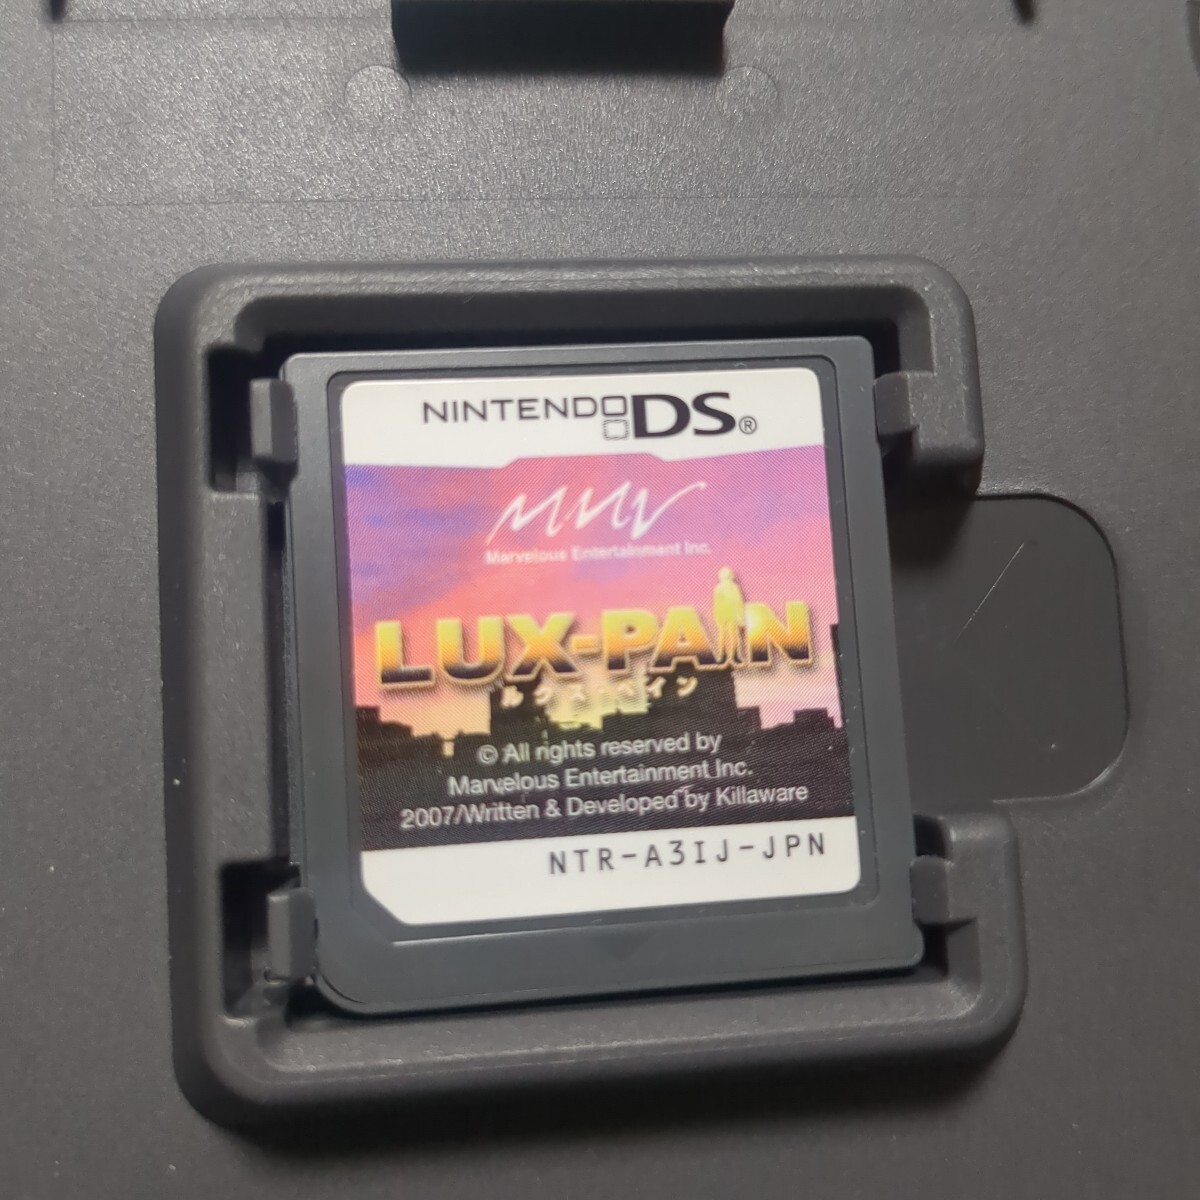 NINTENDO DS®
MMV
Marvelous Entertainment Inc.
LUX-PAIN
ルクス・ペイン
© All rights reserved by
Marvelous Entertainment Inc.
2007/Written & Developed by Killaware
NTR-A3IJ-JPN